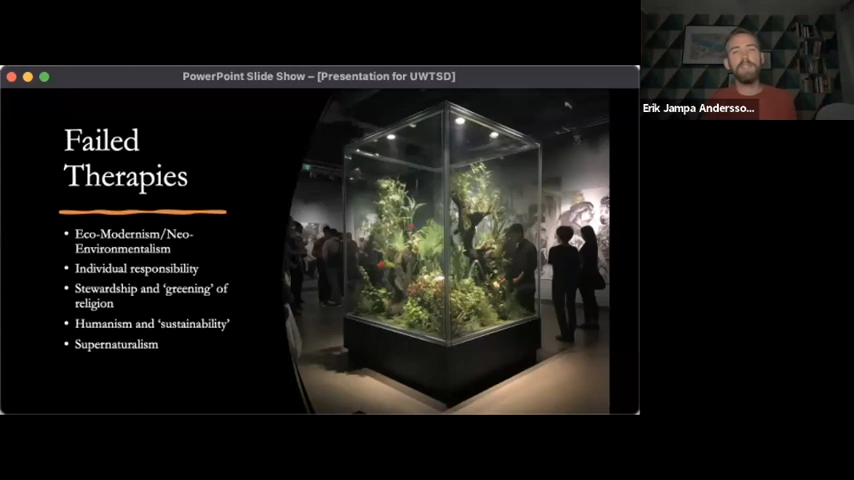 PowerPoint Slide Show – [Presentation for UWTSD]
Failed
Therapies
• Eco-Modernism/Neo-
Environmentalism
• Individual responsibility
• Stewardship and ‘greening’ of
religion
• Humanism and ‘sustainability’
• Supernaturalism
Erik Jampa Andersso...